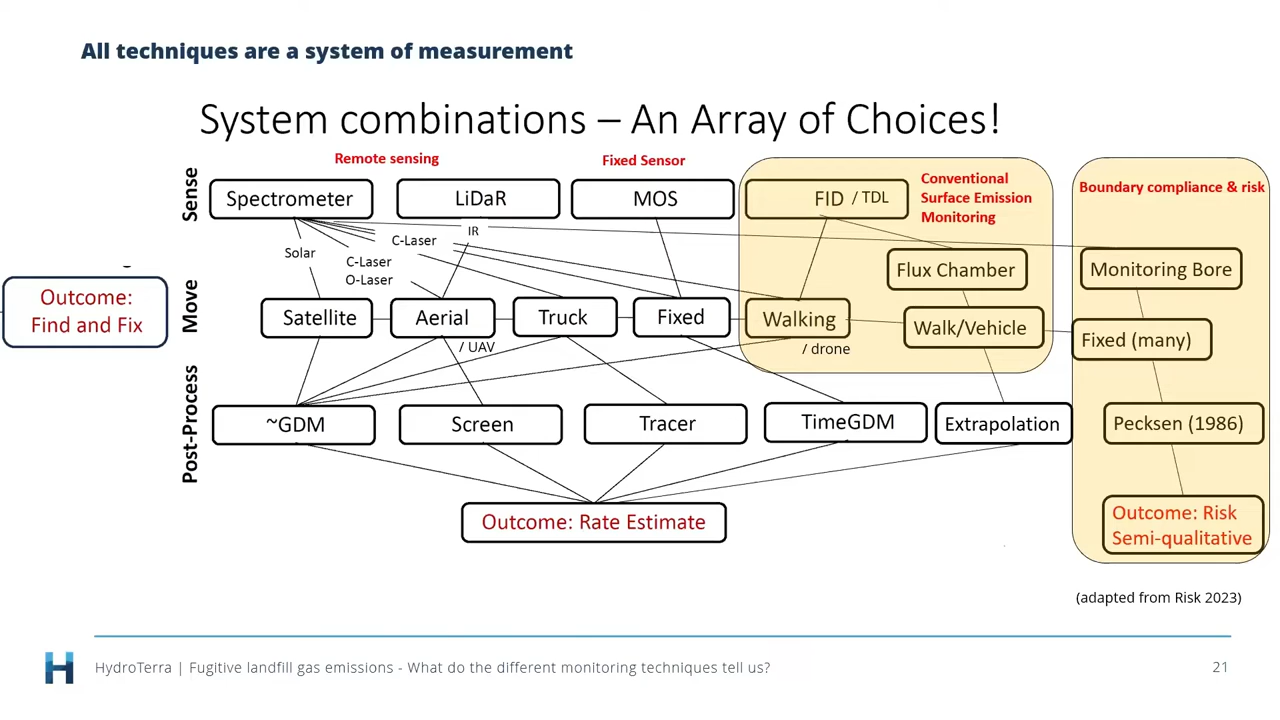 All techniques are a system of measurement
System combinations – An Array of Choices!
Remote sensing
Fixed Sensor
Conventional
Surface Emission
Monitoring
Boundary compliance & risk
Sense
Spectrometer
LiDaR
MOS
FID / TDL
Solar
C-Laser
O-Laser
C-Laser
IR
Flux Chamber
Monitoring Bore
Outcome:
Find and Fix
Move
Satellite
Aerial
/ UAV
Truck
Fixed
Walking
/ drone
Walk/Vehicle
Fixed (many)
Post-Process
~GDM
Screen
Tracer
TimeGDM
Extrapolation
Pecksen (1986)
Outcome: Rate Estimate
Outcome: Risk
Semi-qualitative
(adapted from Risk 2023)
HydroTerra | Fugitive landfill gas emissions - What do the different monitoring techniques tell us?
21